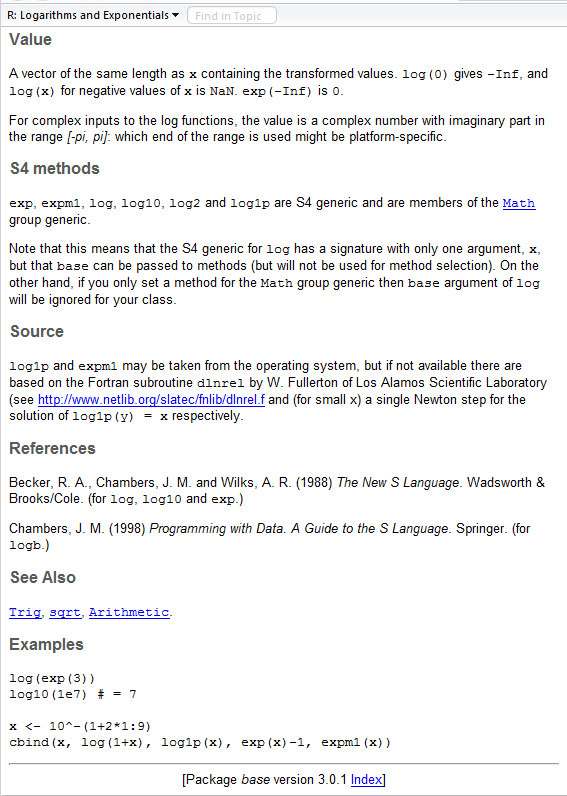 R: Logarithms and Exponentials ▾ Find in Topic
Value
A vector of the same length as x containing the transformed values. log(0) gives -Inf, and
log(x) for negative values of x is NaN. exp(-Inf) is 0.
For complex inputs to the log functions, the value is a complex number with imaginary part in
the range [-pi, pi]: which end of the range is used might be platform-specific.
S4 methods
exp, expm1, log, log10, log2 and log1p are S4 generic and are members of the Math
group generic.
Note that this means that the S4 generic for log has a signature with only one argument, x,
but that base can be passed to methods (but will not be used for method selection). On the
other hand, if you only set a method for the Math group generic then base argument of log
will be ignored for your class.
Source
log1p and expm1 may be taken from the operating system, but if not available there are
based on the Fortran subroutine dlnrel by W. Fullerton of Los Alamos Scientific Laboratory
(see http://www.netlib.org/slatec/fnlib/dlnrel.f and (for small x) a single Newton step for the
solution of log1p(y) = x respectively.
References
Becker, R. A., Chambers, J. M. and Wilks, A. R. (1988) The New S Language. Wadsworth &
Brooks/Cole. (for log, log10 and exp.)
Chambers, J. M. (1998) Programming with Data. A Guide to the S Language. Springer. (for
logb.)
See Also
Trig, sqrt, Arithmetic.
Examples
log(exp(3))
log10(1e7) # = 7
x <- 10^-(1+2*1:9)
cbind(x, log(1+x), log1p(x), exp(x)-1, expm1(x))
[Package base version 3.0.1 Index]